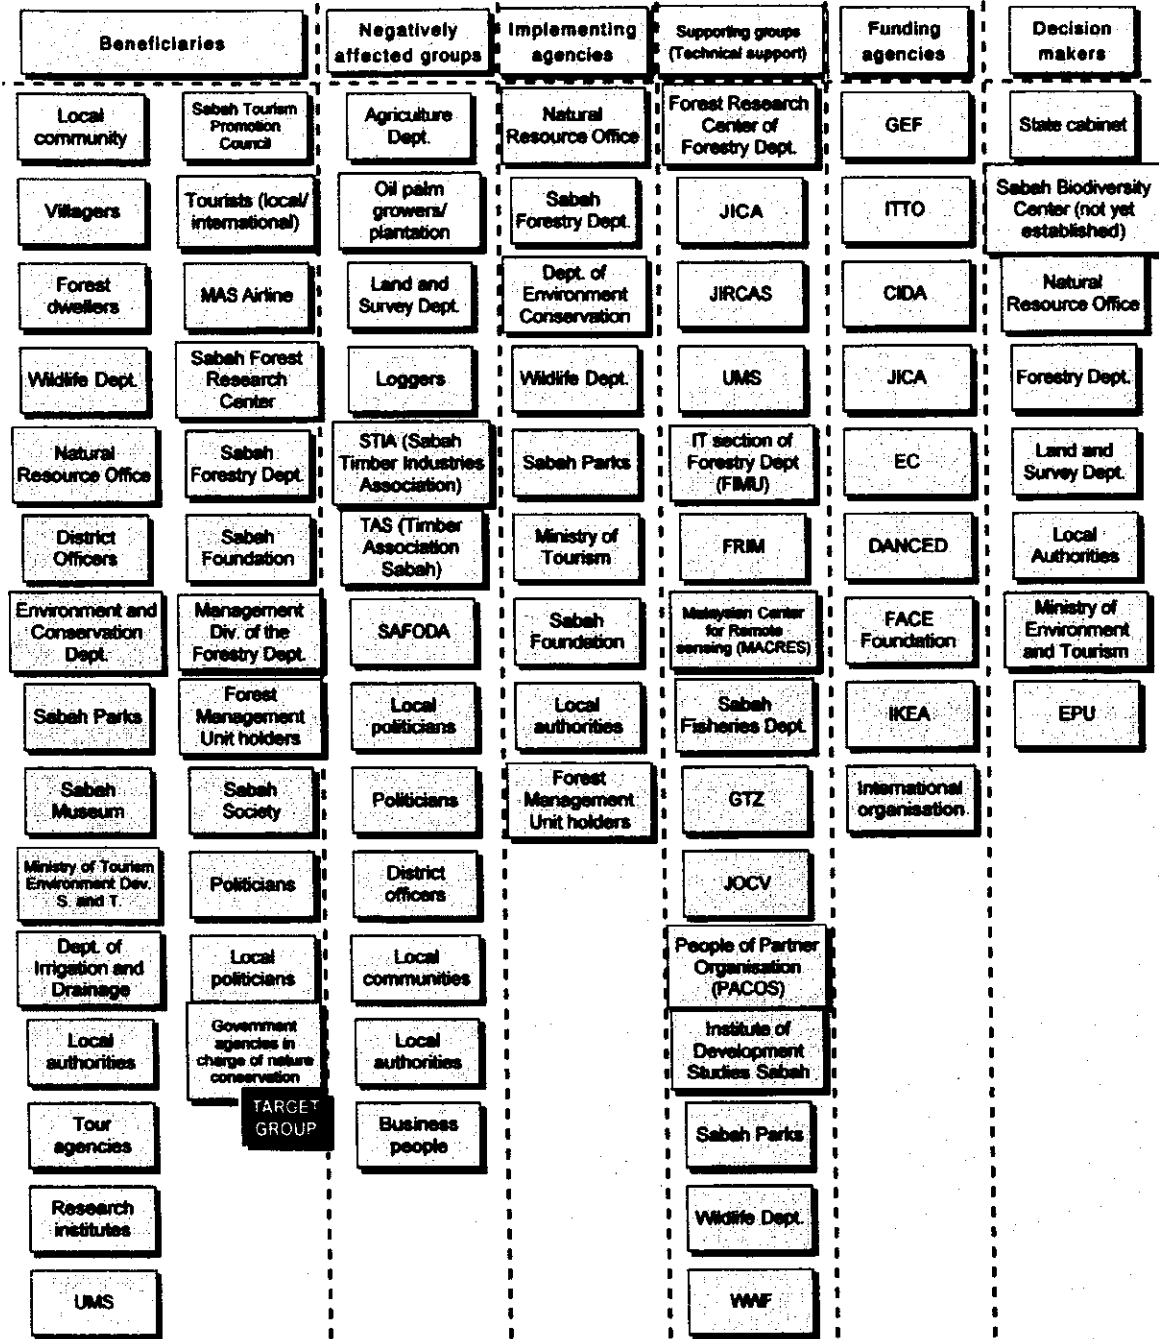 Beneficiaries
Negatively
affected groups
Implementing
agencies
Supporting groups
(Technical support)
Funding
agencies
Decision
makers
Local
community
Villagers
Forest
dwellers
Wildlife Dept.
Natural
Resource Office
District
Officers
Environment and
Conservation
Dept.
Sabah Parks
Sabah
Museum
Ministry of Tourism
Environment Dev.
S. and T.
Dept. of
Irrigation and
Drainage
Local
authorities
Tour
agencies
Research
institutes
UMS
Sabah Tourism
Promotion
Council
Tourists (local/
international)
MAS Airline
Sabah Forest
Research
Center
Sabah
Forestry Dept.
Sabah
Foundation
Management
Div. of the
Forestry Dept.
Forest
Management
Unit holders
Sabah
Society
Politicians
Local
politicians
Government
agencies in
charge of nature
conservation
TARGET
GROUP
Agriculture
Dept.
Oil palm
growers/
plantation
Land and
Survey Dept.
Loggers
STIA (Sabah
Timber Industries
Association)
TAS (Timber
Association
Sabah)
SAFODA
Local
politicians
Politicians
District
officers
Local
communities
Local
authorities
Business
people
Natural
Resource Office
Sabah
Forestry Dept.
Dept. of
Environment
Conservation
Wildlife Dept.
Sabah Parks
Ministry of
Tourism
Sabah
Foundation
Local
authorities
Forest
Management
Unit holders
Forest Research
Center of
Forestry Dept.
JICA
JIRCAS
UMS
IT section of
Forestry Dept
(FIMU)
FRIM
Malaysian Center
for Remote
sensing (MACRES)
Sabah
Fisheries Dept.
GTZ
JOCV
People of Partner
Organisation
(PACOS)
Institute of
Development
Studies Sabah
Sabah Parks
Wildlife Dept.
WWF
GEF
ITTO
CIDA
JICA
EC
DANCED
FACE
Foundation
IKEA
International
organisation
State cabinet
Sabah Biodiversity
Center (not yet
established)
Natural
Resource Office
Forestry Dept.
Land and
Survey Dept.
Local
Authorities
Ministry of
Environment
and Tourism
EPU